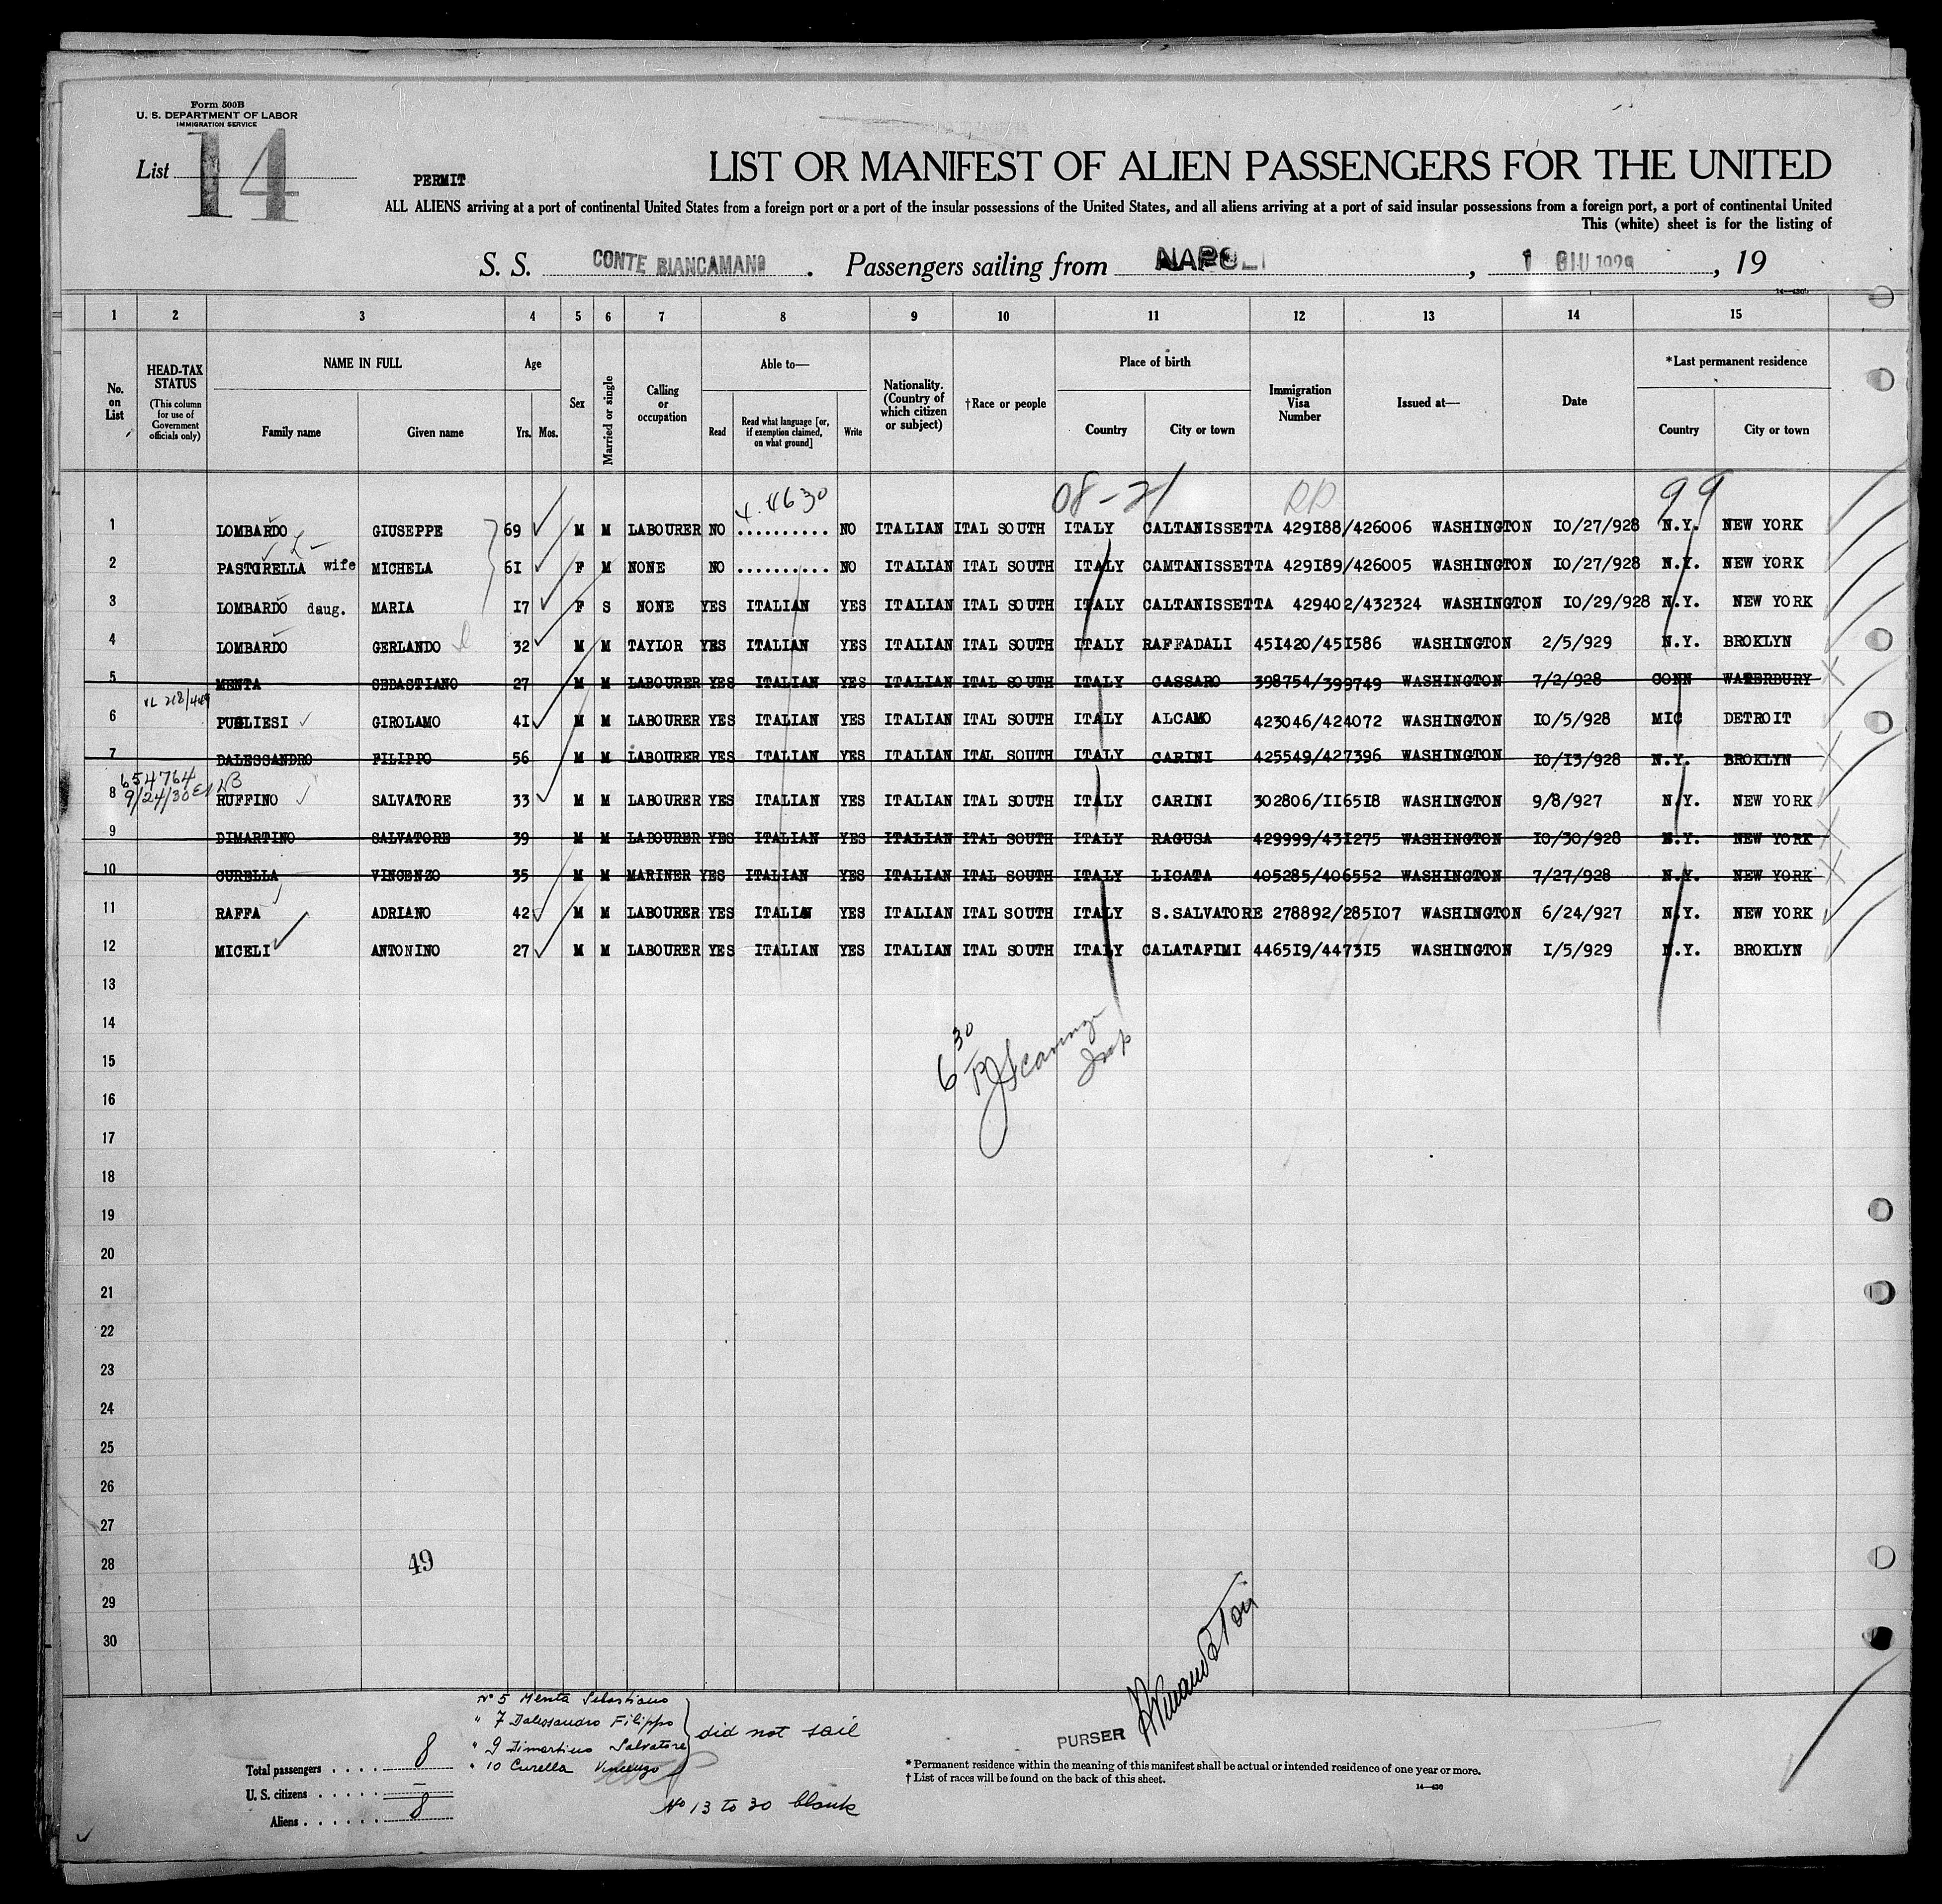 Form 500B
U. S. DEPARTMENT OF LABOR
IMMIGRATION SERVICE
List 14
PERMIT
LIST OR MANIFEST OF ALIEN PASSENGERS FOR THE UNITED
ALL ALIENS arriving at a port of continental United States from a foreign port or a port of the insular possessions of the United States, and all aliens arriving at a port of said insular possessions from a foreign port, a port of continental United
This (white) sheet is for the listing of
S. S. CONTE BIANCAMANO . Passengers sailing from NAPOLI , 1 GIU 1929 , 19
1 2 3 4 5 6 7 8 9 10 11 12 13 14 15
No. on List
HEAD-TAX STATUS (This column for use of Government officials only)
NAME IN FULL Family name Given name
Age Yrs. Mos.
Sex
Married or single
Calling or occupation
Able to— Read Read what language [or, if exemption claimed, on what ground] Write
Nationality. (Country of which citizen or subject)
†Race or people
Place of birth Country City or town
Immigration Visa Number
Issued at—
Date
*Last permanent residence Country City or town
4.4630 08-21 99
1 LOMBARDO GIUSEPPE 69 M M LABOURER NO .......... NO ITALIAN ITAL SOUTH ITALY CALTANISSETTA 429188/426006 WASHINGTON 10/27/928 N.Y. NEW YORK
2 PASTORELLA wife MICHELA 61 F M NONE NO .......... NO ITALIAN ITAL SOUTH ITALY CAMTANISSETTA 429189/426005 WASHINGTON 10/27/928 N.Y. NEW YORK
3 LOMBARDO daug. MARIA 17 F S NONE YES ITALIAN YES ITALIAN ITAL SOUTH ITALY CALTANISSETTA 429402/432324 WASHINGTON 10/29/928 N.Y. NEW YORK
4 LOMBARDO GERLANDO 32 M M TAYLOR YES ITALIAN YES ITALIAN ITAL SOUTH ITALY RAFFADALI 451420/451586 WASHINGTON 2/5/929 N.Y. BROKLYN
5 MENTA SEBASTIANO 27 M M LABOURER YES ITALIAN YES ITALIAN ITAL SOUTH ITALY CASSARO 398754/399749 WASHINGTON 7/2/928 CONN WATERBURY
6 PUGLIESI GIROLAMO 41 M M LABOURER YES ITALIAN YES ITALIAN ITAL SOUTH ITALY ALCAMO 423046/424072 WASHINGTON 10/5/928 MIC DETROIT
7 DALESSANDRO FILIPPO 56 M M LABOURER YES ITALIAN YES ITALIAN ITAL SOUTH ITALY CARINI 425549/427396 WASHINGTON 10/13/928 N.Y. BROKLYN
654764
9/24/30
8 RUFFINO SALVATORE 33 M M LABOURER YES ITALIAN YES ITALIAN ITAL SOUTH ITALY CARINI 302806/116518 WASHINGTON 9/8/927 N.Y. NEW YORK
9 DIMARTINO SALVATORE 39 M M LABOURER YES ITALIAN YES ITALIAN ITAL SOUTH ITALY RAGUSA 429999/431275 WASHINGTON 10/30/928 N.Y. NEW YORK
10 CURELLA VINCENZO 35 M M MARINER YES ITALIAN YES ITALIAN ITAL SOUTH ITALY LICATA 405285/406552 WASHINGTON 7/27/928 N.Y. NEW YORK
11 RAFFA ADRIANO 42 M M LABOURER YES ITALIAN YES ITALIAN ITAL SOUTH ITALY S.SALVATORE 278892/285107 WASHINGTON 6/24/927 N.Y. NEW YORK
12 MICELI ANTONINO 27 M M LABOURER YES ITALIAN YES ITALIAN ITAL SOUTH ITALY CALATAFIMI 446519/447315 WASHINGTON 1/5/929 N.Y. BROKLYN
13
14
15
16
17
18
19
20
21
22
23
24
25
26
27
28
29
30
6 30
49
No 5 Menta Sebastiano
" 7 Dalessandro Filippo
" 9 Dimartino Salvatore
" 10 Curella Vincenzo
did not sail
No 13 to 30 blank
PURSER
Total passengers . . . . 8
U. S. citizens . . . . . —
Aliens . . . . . . 8
* Permanent residence within the meaning of this manifest shall be actual or intended residence of one year or more.
† List of races will be found on the back of this sheet.
14—430